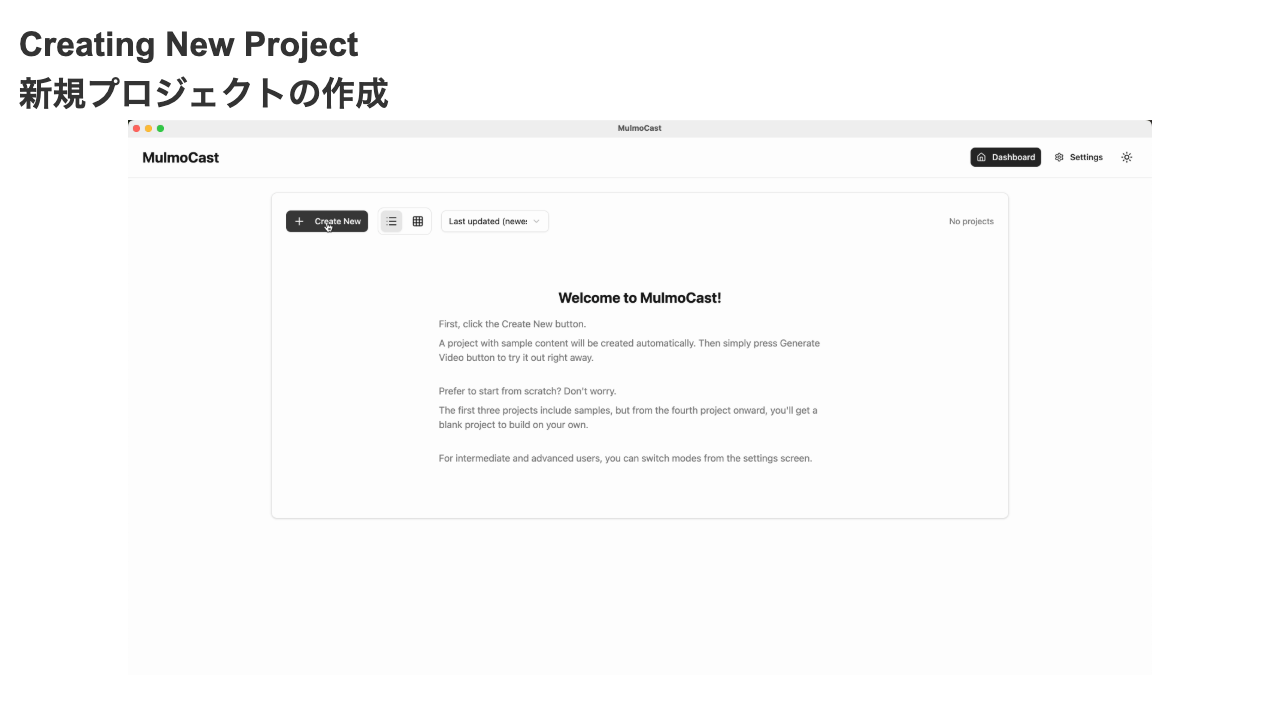 Creating New Project
新規プロジェクトの作成
MulmoCast
MulmoCast
Dashboard
Settings
Create New
Last updated (newe
No projects
Welcome to MulmoCast!
First, click the Create New button.
A project with sample content will be created automatically. Then simply press Generate
Video button to try it out right away.
Prefer to start from scratch? Don't worry.
The first three projects include samples, but from the fourth project onward, you'll get a
blank project to build on your own.
For intermediate and advanced users, you can switch modes from the settings screen.